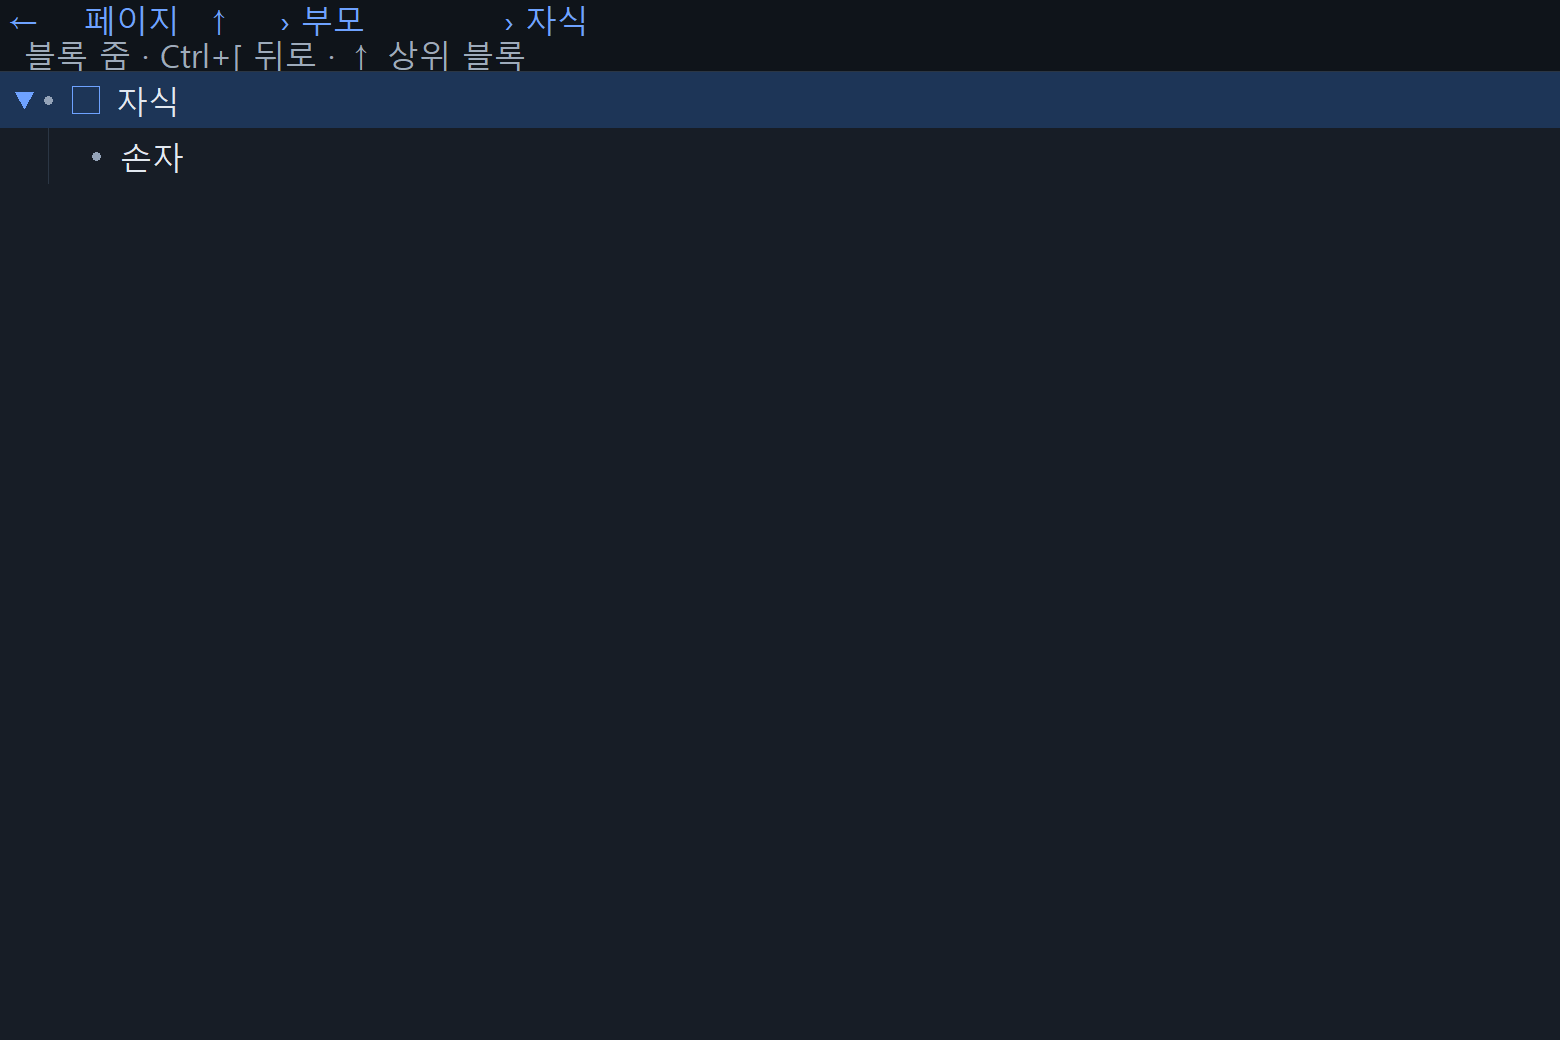 ← 페이지 ↑ › 부모 › 자식
블록 줌 · Ctrl+[ 뒤로 · ↑ 상위 블록
▼ • ☐ 자식
• 손자